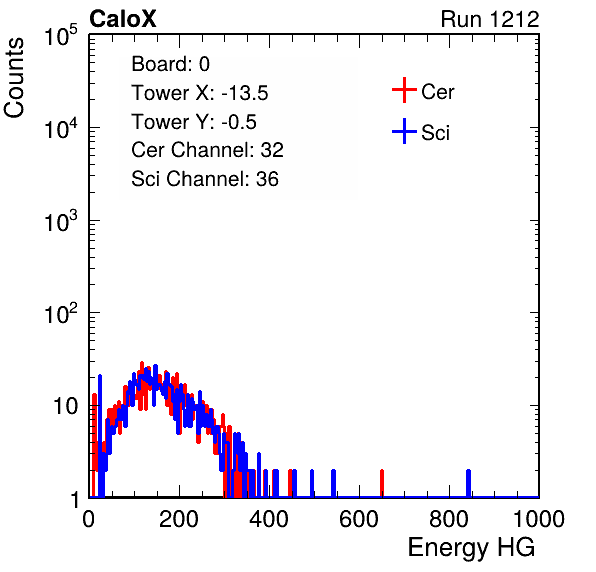 CaloX Run 1212
Counts
10^5
10^4
10^3
10^2
10
1
Board: 0
Tower X: -13.5
Tower Y: -0.5
Cer Channel: 32
Sci Channel: 36
Cer
Sci
0 200 400 600 800 1000
Energy HG